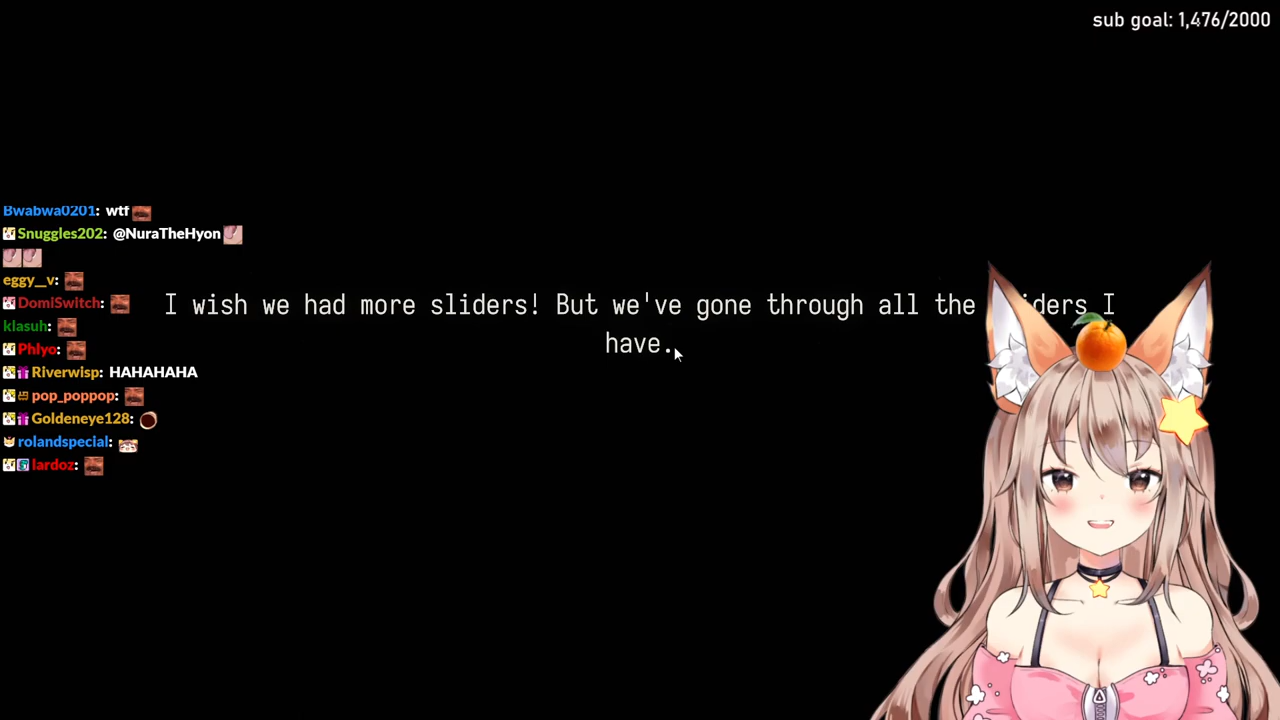 sub goal: 1,476/2000
Bwabwa0201: wtf
Snuggles202: @NuraTheHyon
eggy__v:
DomiSwitch:
klasuh:
Phlyo:
Riverwisp: HAHAHAHA
pop_poppop:
Goldeneye128:
rolandspecial:
lardoz:
I wish we had more sliders! But we've gone through all the iders I
have.